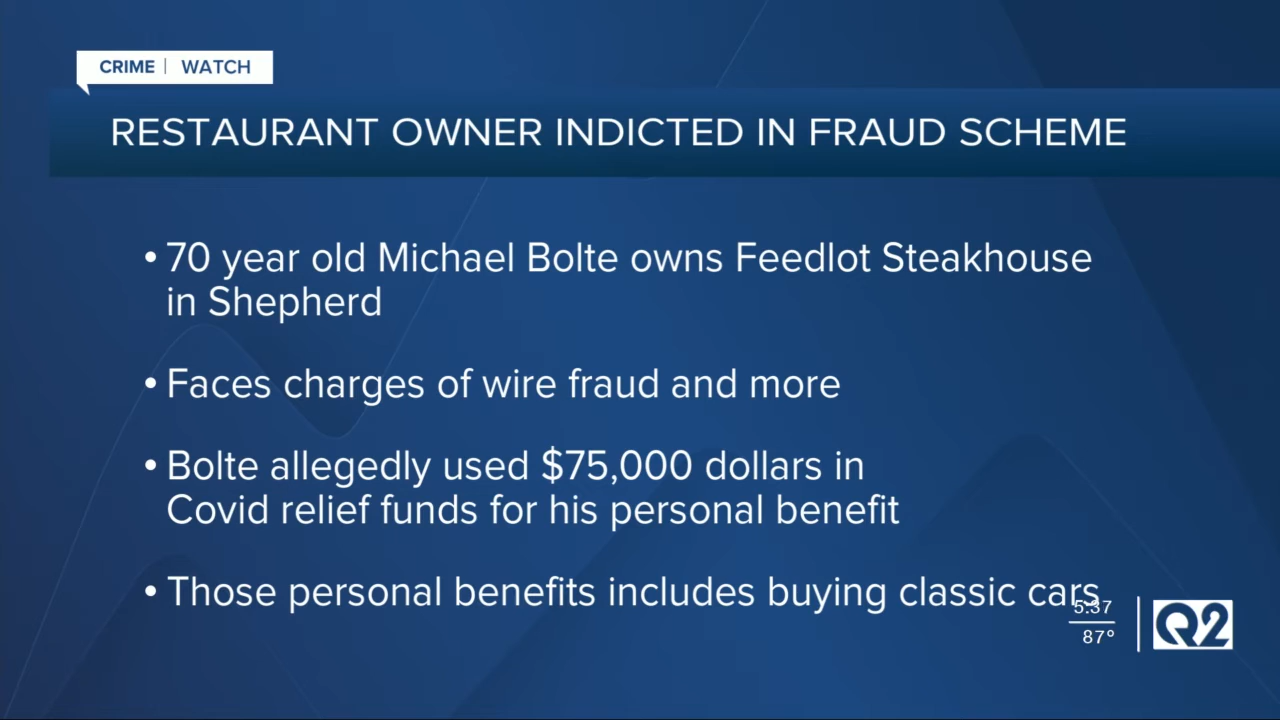 CRIME | WATCH
RESTAURANT OWNER INDICTED IN FRAUD SCHEME
• 70 year old Michael Bolte owns Feedlot Steakhouse
in Shepherd
• Faces charges of wire fraud and more
• Bolte allegedly used $75,000 dollars in
Covid relief funds for his personal benefit
• Those personal benefits includes buying classic cars
5:37
87°
Q2